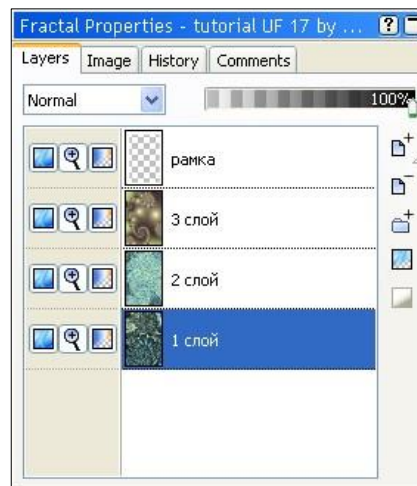 Fractal Properties - tutorial UF 17 by ...
Layers Image History Comments
Normal 100%
рамка
3 слой
2 слой
1 слой